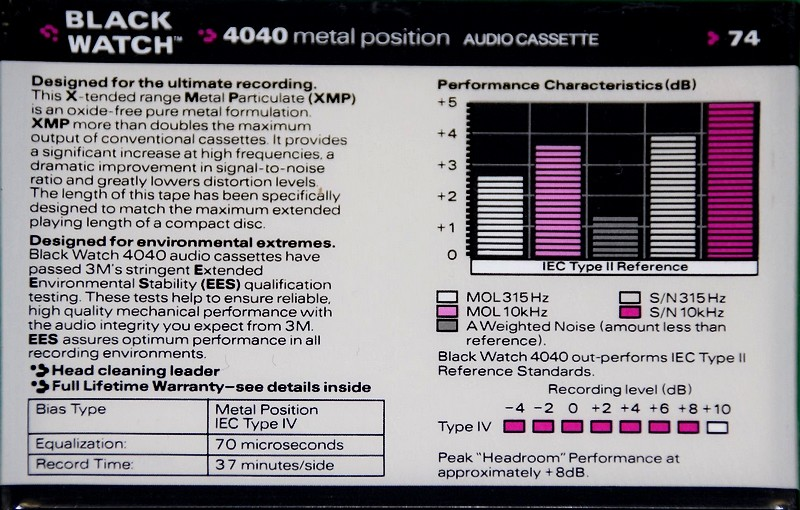 BLACK
WATCH™
4040 metal position AUDIO CASSETTE
74
Designed for the ultimate recording.
This X-tended range Metal Particulate (XMP)
is an oxide-free pure metal formulation.
XMP more than doubles the maximum
output of conventional cassettes. It provides
a significant increase at high frequencies, a
dramatic improvement in signal-to-noise
ratio and greatly lowers distortion levels.
The length of this tape has been specifically
designed to match the maximum extended
playing length of a compact disc.
Designed for environmental extremes.
Black Watch 4040 audio cassettes have
passed 3M's stringent Extended
Environmental Stability (EES) qualification
testing. These tests help to ensure reliable,
high quality mechanical performance with
the audio integrity you expect from 3M.
EES assures optimum performance in all
recording environments.
Head cleaning leader
Full Lifetime Warranty—see details inside
Bias Type Metal Position
IEC Type IV
Equalization: 70 microseconds
Record Time: 37 minutes/side
Performance Characteristics (dB)
+5
+4
+3
+2
+1
0
IEC Type II Reference
MOL 315 Hz S/N 315 Hz
MOL 10kHz S/N 10kHz
A Weighted Noise (amount less than
reference).
Black Watch 4040 out-performs IEC Type II
Reference Standards.
Recording level (dB)
-4 -2 0 +2 +4 +6 +8 +10
Type IV
Peak "Headroom" Performance at
approximately +8dB.